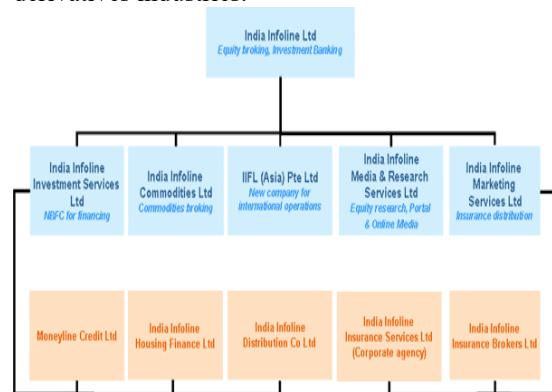 derivatives industries.
India Infoline Ltd
Equity broking, Investment Banking
India Infoline
Investment Services
Ltd
NBFC for financing
India Infoline
Commodities Ltd
Commodities broking
IIFL (Asia) Pte Ltd
New company for
international operations
India Infoline
Media & Research
Services Ltd
Equity research, Portal
& Online Media
India Infoline
Marketing
Services Ltd
Insurance distribution
Moneyline Credit Ltd
India Infoline
Housing Finance Ltd
India Infoline
Distribution Co Ltd
India Infoline
Insurance Services Ltd
(Corporate agency)
India Infoline
Insurance Brokers Ltd